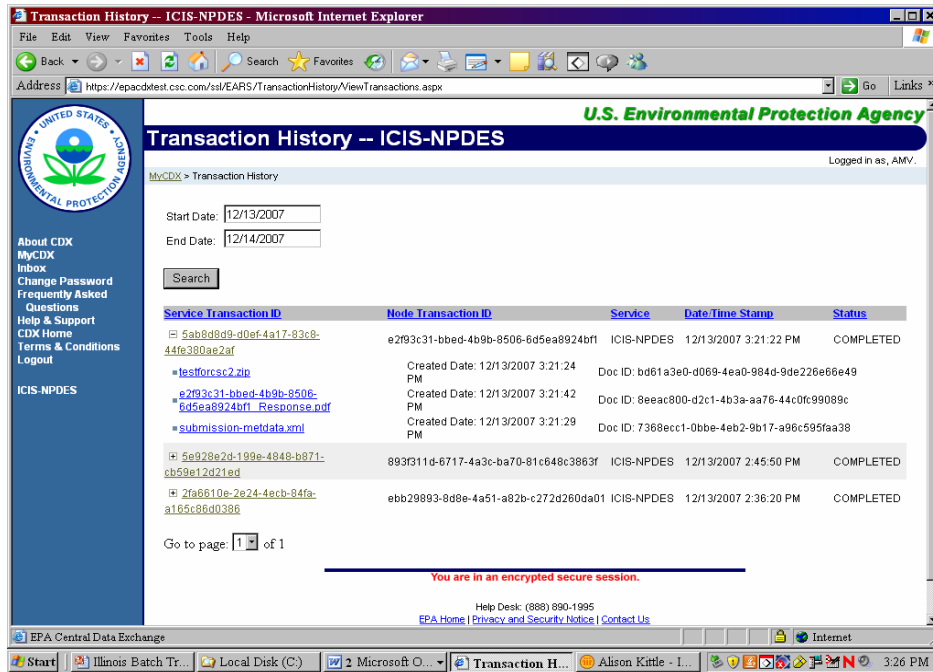 Transaction History -- ICIS-NPDES - Microsoft Internet Explorer
File Edit View Favorites Tools Help
Back Search Favorites
Address https://epacdxtest.csc.com/ssl/EARS/TransactionHistory/ViewTransactions.aspx Go Links
UNITED STATES
ENVIRONMENTAL PROTECTION AGENCY
U.S. Environmental Protection Agency
Transaction History -- ICIS-NPDES
Logged in as, AMV.
MyCDX > Transaction History
About CDX
MyCDX
Inbox
Change Password
Frequently Asked
Questions
Help & Support
CDX Home
Terms & Conditions
Logout
ICIS-NPDES
Start Date: 12/13/2007
End Date: 12/14/2007
Search
Service Transaction ID Node Transaction ID Service Date/Time Stamp Status
5ab8d8d9-d0ef-4a17-83c8-
44fe380ae2af
e2f93c31-bbed-4b9b-8506-6d5ea8924bf1 ICIS-NPDES 12/13/2007 3:21:22 PM COMPLETED
testforcsc2.zip
Created Date: 12/13/2007 3:21:24
PM
Doc ID: bd61a3e0-d069-4ea0-984d-9de226e66e49
e2f93c31-bbed-4b9b-8506-
6d5ea8924bf1_Response.pdf
Created Date: 12/13/2007 3:21:42
PM
Doc ID: 8eeac800-d2c1-4b3a-aa76-44c0fc99089c
submission-metdata.xml
Created Date: 12/13/2007 3:21:29
PM
Doc ID: 7368ecc1-0bbe-4eb2-9b17-a96c595faa38
5e928e2d-199e-4848-b871-
cb59e12d21ed
893f311d-6717-4a3c-ba70-81c648c3863f ICIS-NPDES 12/13/2007 2:45:50 PM COMPLETED
2fa6610e-2e24-4ecb-84fa-
a165c86d0386
ebb29893-8d8e-4a51-a82b-c272d260da01 ICIS-NPDES 12/13/2007 2:36:20 PM COMPLETED
Go to page: 1 of 1
You are in an encrypted secure session.
Help Desk: (888) 890-1995
EPA Home | Privacy and Security Notice | Contact Us
EPA Central Data Exchange Internet
Start Illinois Batch Tr... Local Disk (C:) 2 Microsoft O... Transaction H... Alison Kittle - I... 3:26 PM